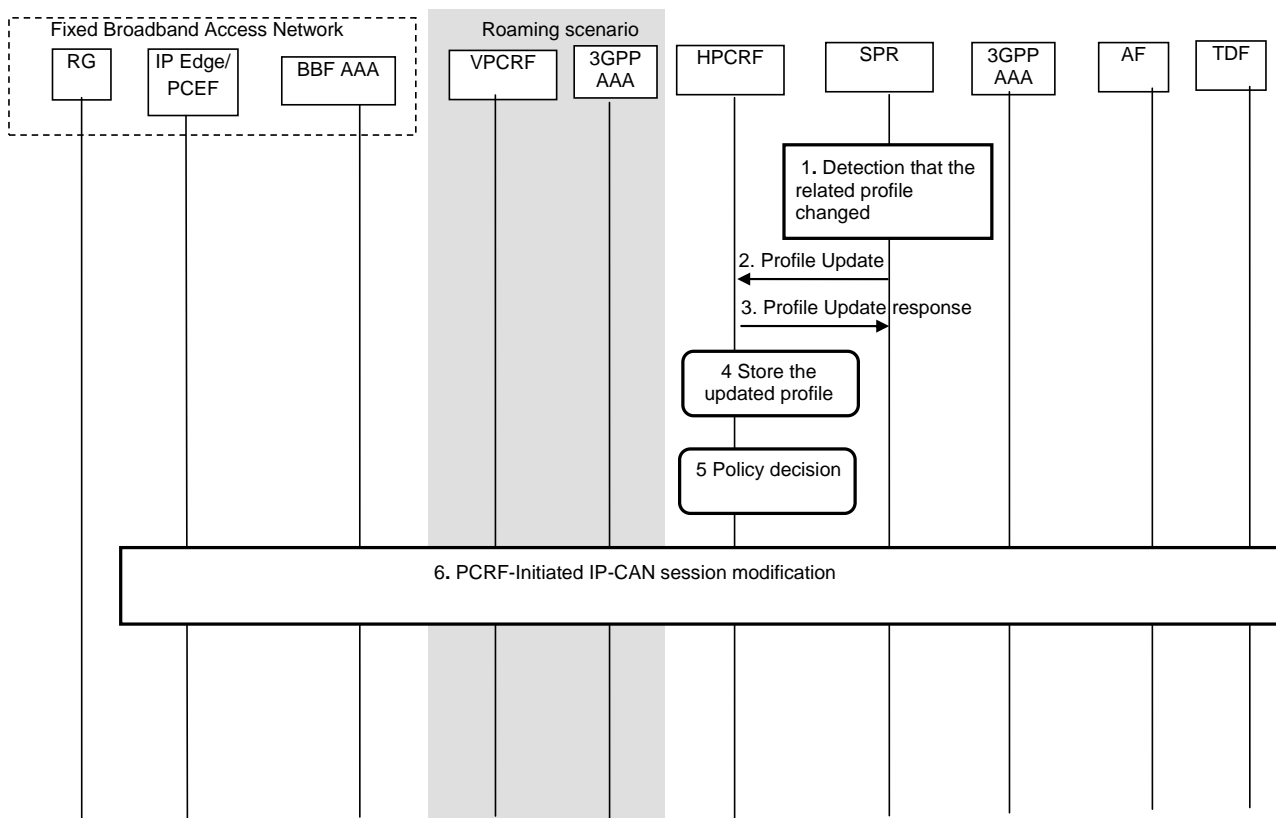 Fixed Broadband Access Network
Roaming scenario
RG
IP Edge/
PCEF
BBF AAA
VPCRF
3GPP
AAA
HPCRF
SPR
3GPP
AAA
AF
TDF
1. Detection that the
related profile
changed
2. Profile Update
3. Profile Update response
4 Store the
updated profile
5 Policy decision
6. PCRF-Initiated IP-CAN session modification